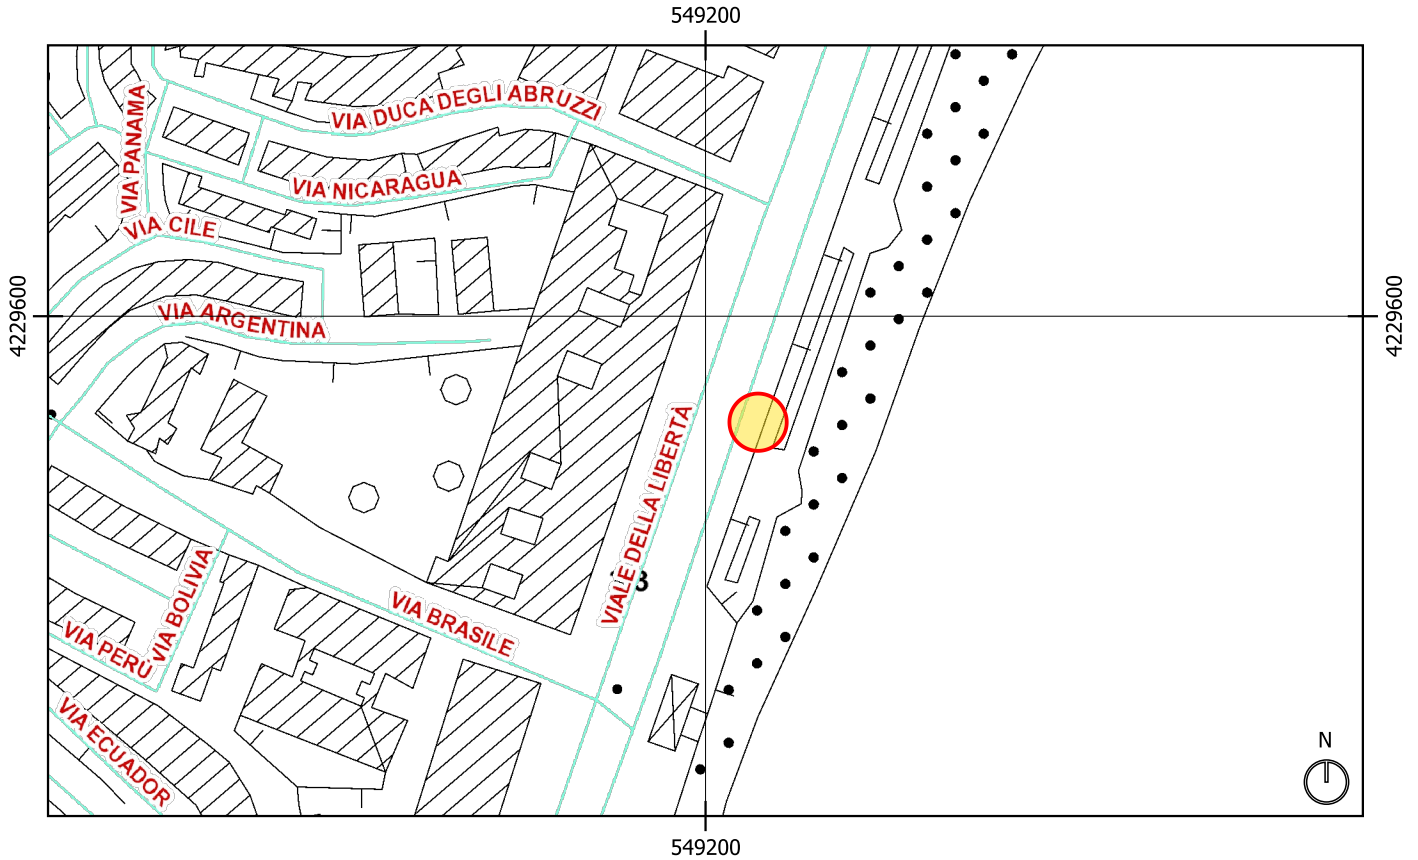 549200
VIA DUCA DEGLI ABRUZZI
VIA PANAMA
VIA NICARAGUA
VIA CILE
4229600
4229600
VIA ARGENTINA
VIALE DELLA LIBERTÀ
VIA BOLIVIA
VIA BRASILE
VIA PERÙ
VIA ECUADOR
N
549200